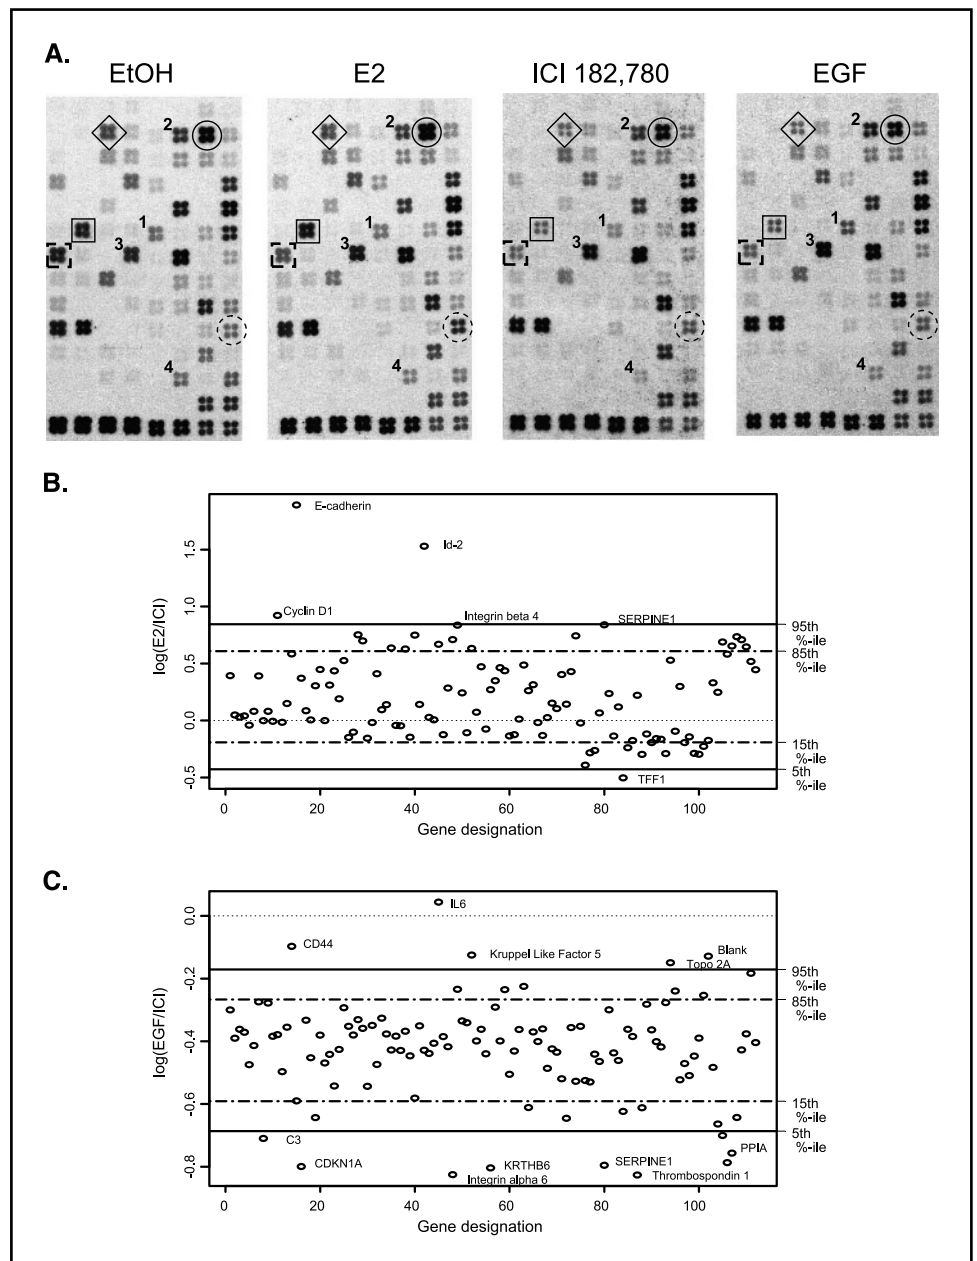 A.
EtOH E2 ICI 182,780 EGF
2 2 2 2
1 1 1 1
3 3 3 3
4 4 4 4
B.
log(E2/ICI)
1.5
1.0
0.5
0.0
-0.5
E-cadherin
Id-2
Cyclin D1
Integrin beta 4
SERPINE1
TFF1
95th
%-ile
85th
%-ile
15th
%-ile
5th
%-ile
0 20 40 60 80 100
Gene designation
C.
log(EGF/ICI)
0.0
-0.2
-0.4
-0.6
-0.8
IL6
CD44
Kruppel Like Factor 5
Blank
Topo 2A
95th
%-ile
85th
%-ile
15th
%-ile
5th
%-ile
C3
CDKN1A
KRTHB6
Integrin alpha 6
SERPINE1
PPIA
Thrombospondin 1
0 20 40 60 80 100
Gene designation